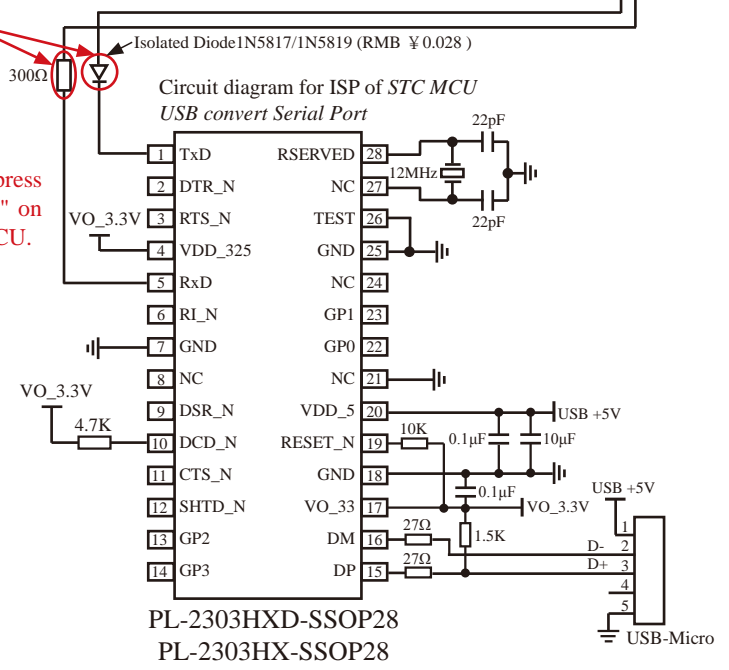 Isolated Diode1N5817/1N5819 (RMB ¥0.028 )
300Ω
Circuit diagram for ISP of STC MCU
USB convert Serial Port
press
" on
CU.
22pF
12MHz
22pF
VO_3.3V
1 TxD
2 DTR_N
3 RTS_N
4 VDD_325
5 RxD
6 RI_N
7 GND
8 NC
9 DSR_N
10 DCD_N
11 CTS_N
12 SHTD_N
13 GP2
14 GP3
RSERVED 28
NC 27
TEST 26
GND 25
NC 24
GP1 23
GP0 22
NC 21
VDD_5 20
RESET_N 19
GND 18
VO_33 17
DM 16
DP 15
VO_3.3V
4.7K
USB +5V
10K
0.1μF
10μF
0.1μF
VO_3.3V
USB +5V
27Ω
1.5K
27Ω
D-
D+
1
2
3
4
5
USB-Micro
PL-2303HXD-SSOP28
PL-2303HX-SSOP28